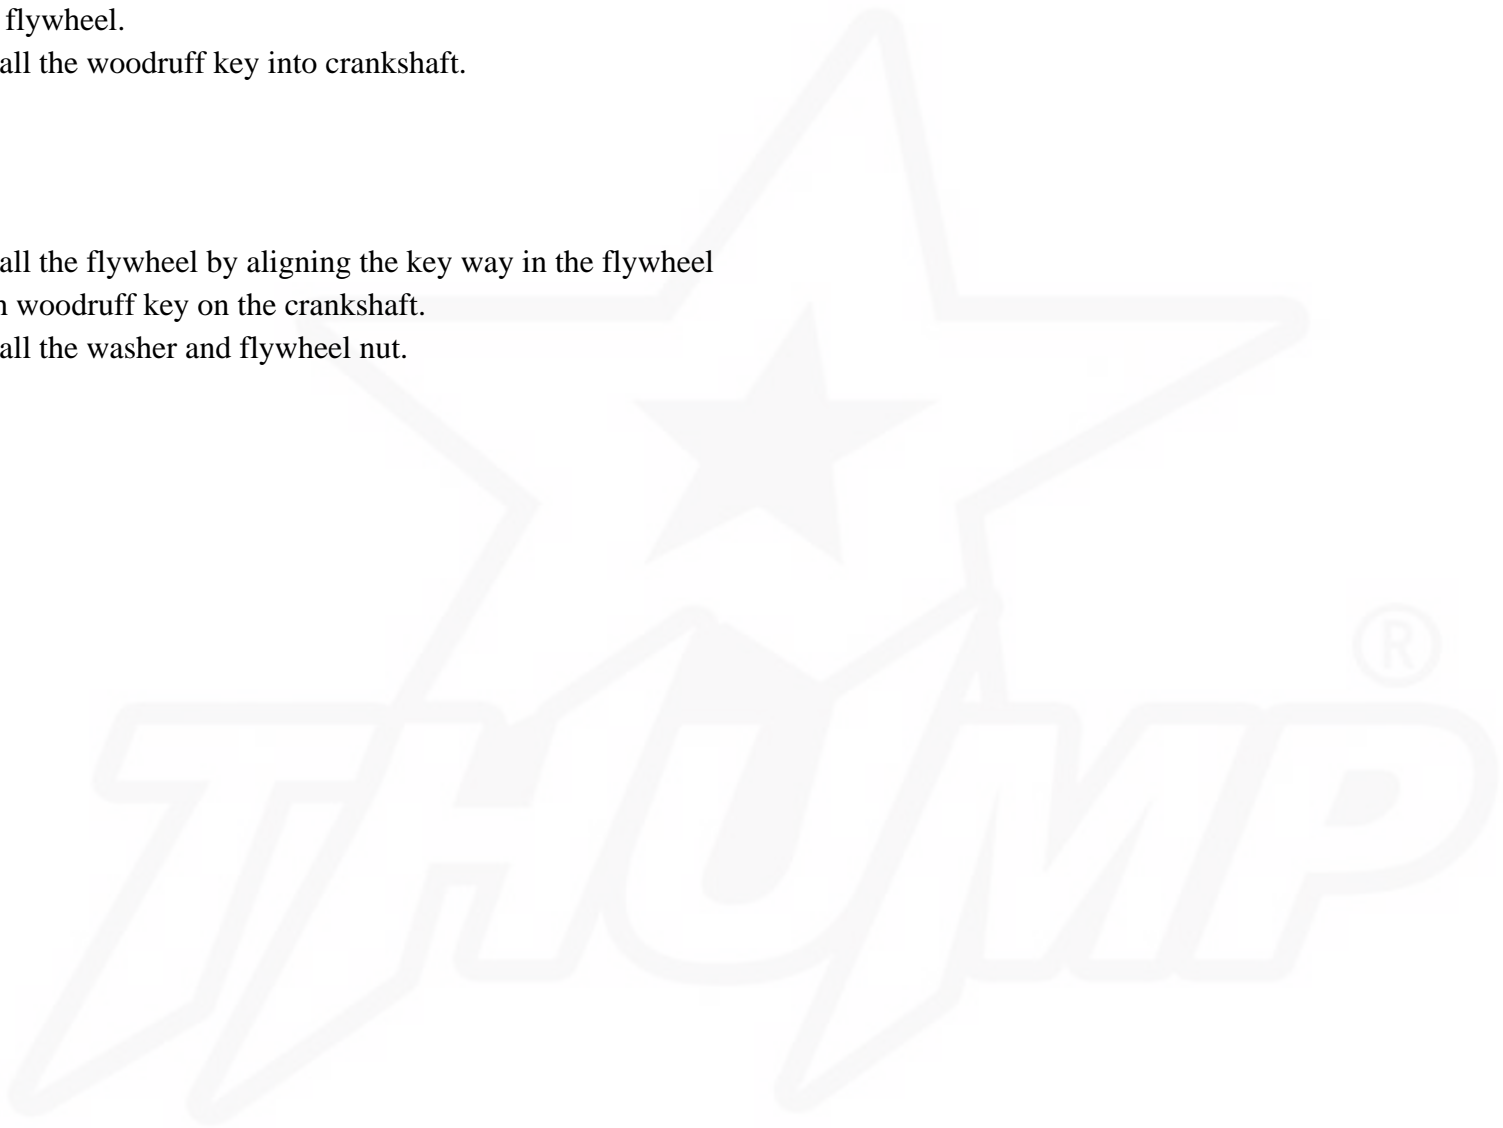 flywheel.
all the woodruff key into crankshaft.
all the flywheel by aligning the key way in the flywheel
woodruff key on the crankshaft.
all the washer and flywheel nut.
®
THUMP